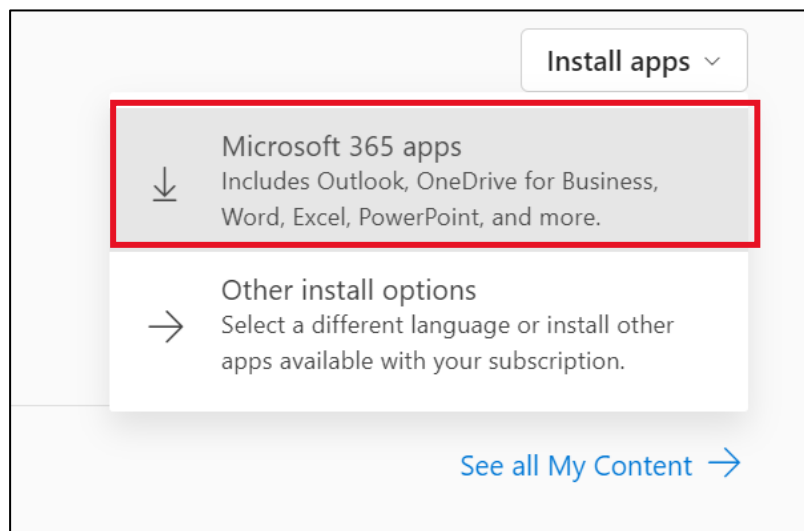 Install apps
Microsoft 365 apps
Includes Outlook, OneDrive for Business,
Word, Excel, PowerPoint, and more.
Other install options
Select a different language or install other
apps available with your subscription.
See all My Content